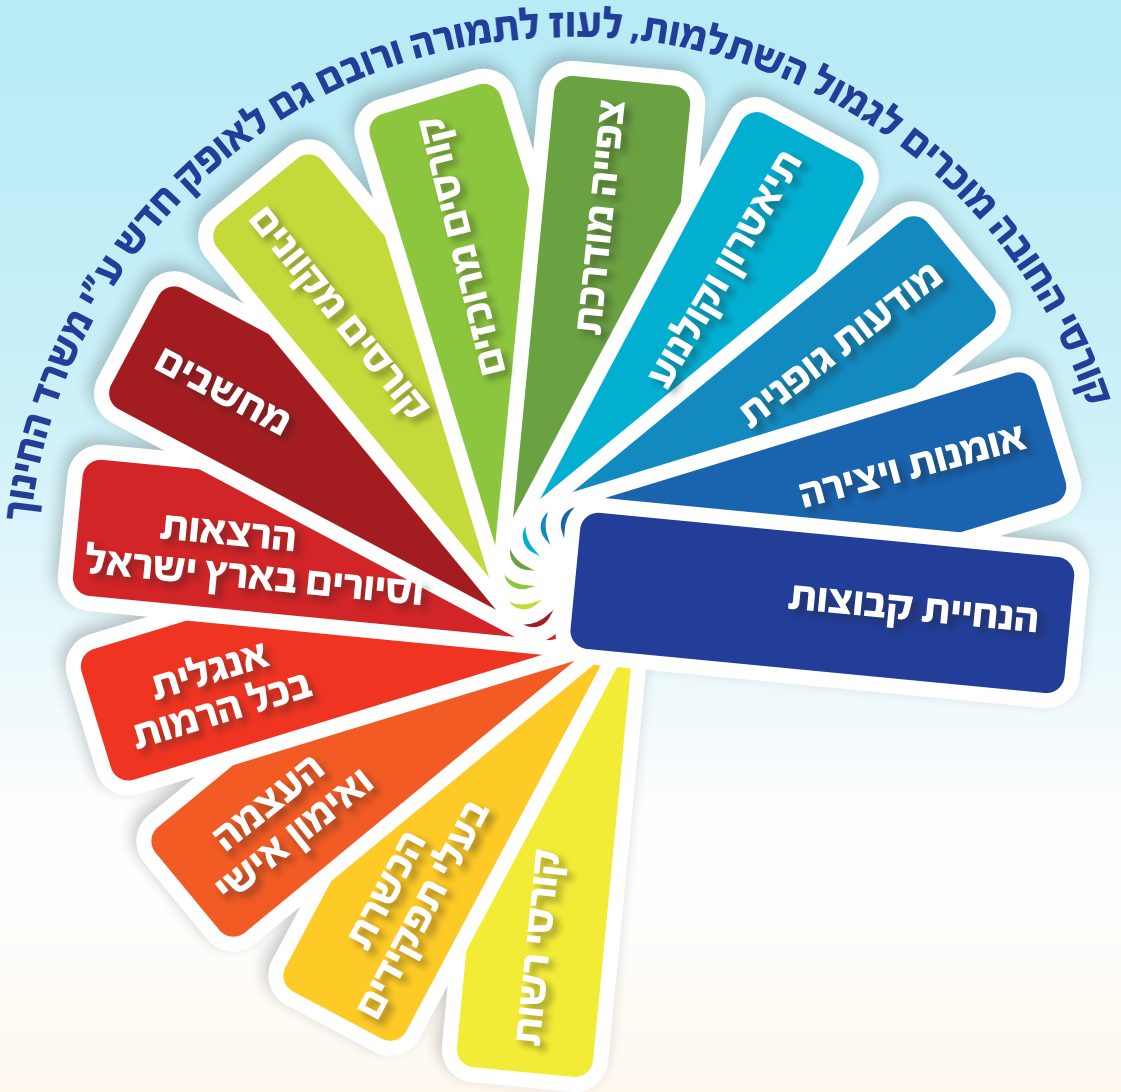 קורסי החובה מוכרים לגמול השתלמות, לעוז לתמורה ורובם גם לאופק חדש ע״י משרד החינוך
הנחיית קבוצות
אומנות ויצירה
מודעות גופנית
תיאטרון וקולנוע
צפייה מודרכת
קורסים מגוונים
קורסים מקוונים
מחשבים
הרצאות
וסיורים בארץ ישראל
אנגלית
בכל הרמות
העצמה
ואימון אישי
הכשרת
בעלי תפקידים
קורסי רשות